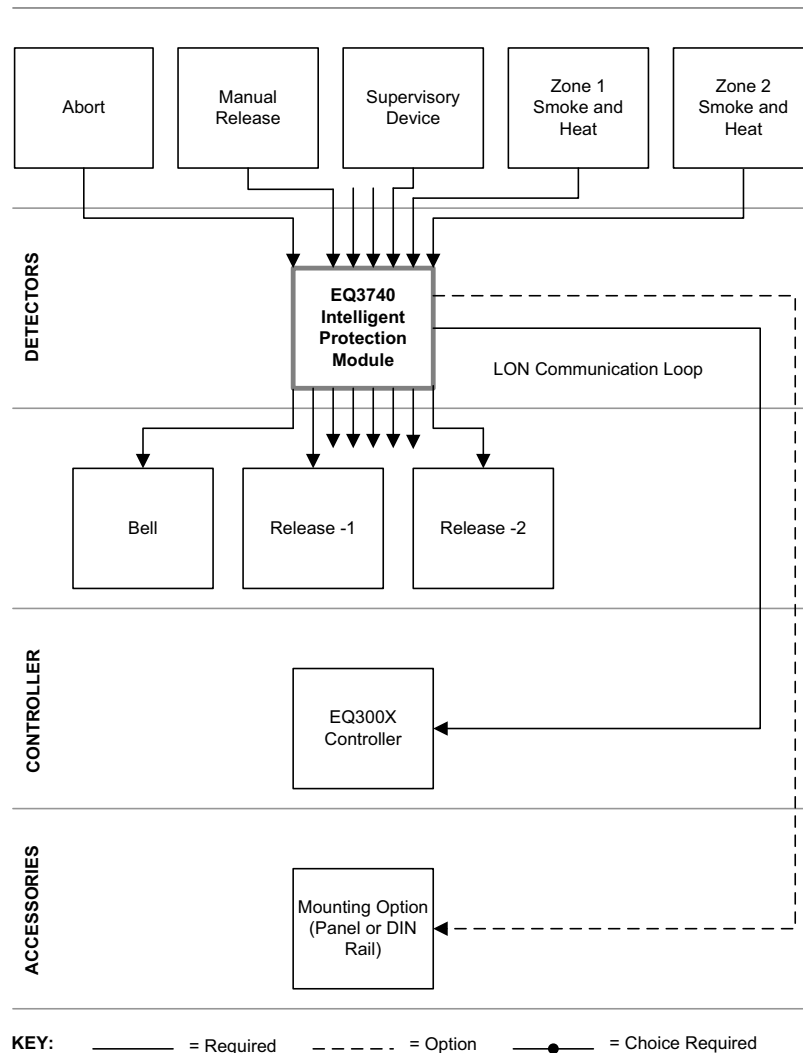 Abort
Manual
Release
Supervisory
Device
Zone 1
Smoke and
Heat
Zone 2
Smoke and
Heat
DETECTORS
EQ3740
Intelligent
Protection
Module
LON Communication Loop
Bell
Release -1
Release -2
CONTROLLER
EQ300X
Controller
ACCESSORIES
Mounting Option
(Panel or DIN
Rail)
KEY: = Required = Option = Choice Required